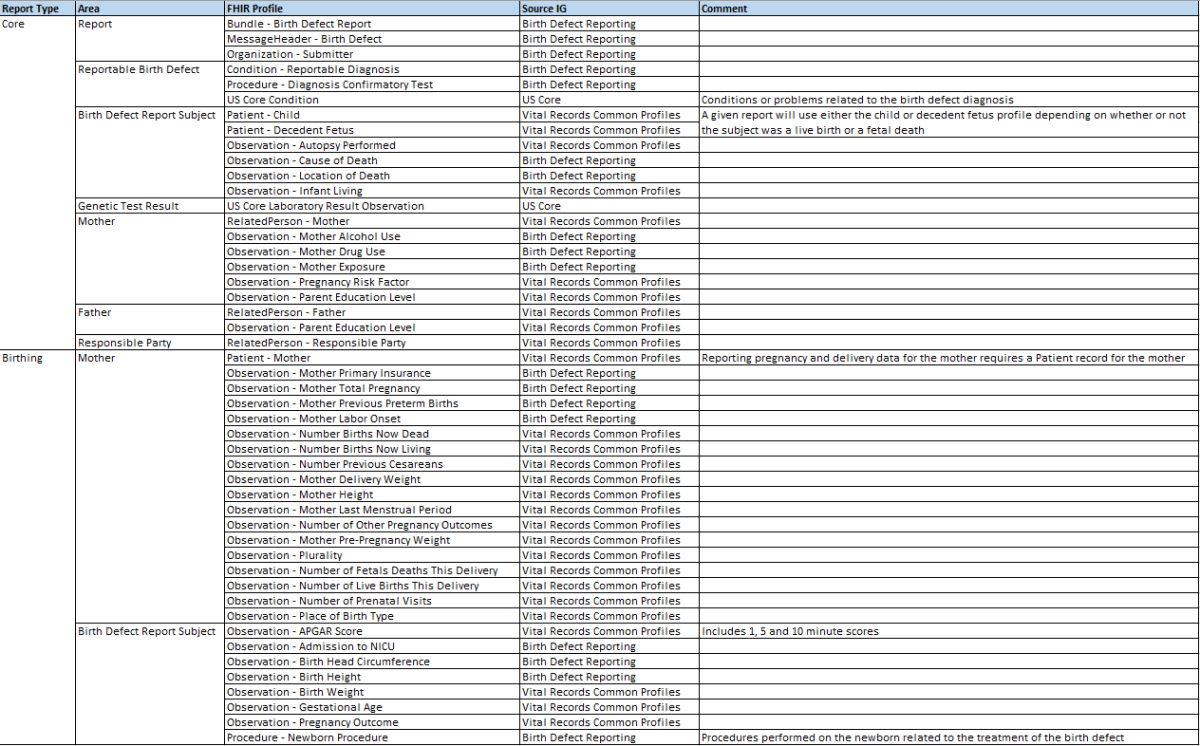 Report Type Area FHIR Profile Source IG Comment
Core Report Bundle - Birth Defect Report Birth Defect Reporting
MessageHeader - Birth Defect Birth Defect Reporting
Organization - Submitter Birth Defect Reporting
Reportable Birth Defect Condition - Reportable Diagnosis Birth Defect Reporting
Procedure - Diagnosis Confirmatory Test Birth Defect Reporting
US Core Condition US Core Conditions or problems related to the birth defect diagnosis
Birth Defect Report Subject Patient - Child Vital Records Common Profiles A given report will use either the child or decedent fetus profile depending on whether or not
Patient - Decedent Fetus Vital Records Common Profiles the subject was a live birth or a fetal death
Observation - Autopsy Performed Vital Records Common Profiles
Observation - Cause of Death Birth Defect Reporting
Observation - Location of Death Birth Defect Reporting
Observation - Infant Living Vital Records Common Profiles
Genetic Test Result US Core Laboratory Result Observation US Core
Mother RelatedPerson - Mother Vital Records Common Profiles
Observation - Mother Alcohol Use Birth Defect Reporting
Observation - Mother Drug Use Birth Defect Reporting
Observation - Mother Exposure Birth Defect Reporting
Observation - Pregnancy Risk Factor Vital Records Common Profiles
Observation - Parent Education Level Vital Records Common Profiles
Father RelatedPerson - Father Vital Records Common Profiles
Observation - Parent Education Level Vital Records Common Profiles
Responsible Party RelatedPerson - Responsible Party Vital Records Common Profiles
Birthing Mother Patient - Mother Vital Records Common Profiles Reporting pregnancy and delivery data for the mother requires a Patient record for the mother
Observation - Mother Primary Insurance Birth Defect Reporting
Observation - Mother Total Pregnancy Birth Defect Reporting
Observation - Mother Previous Preterm Births Birth Defect Reporting
Observation - Mother Labor Onset Birth Defect Reporting
Observation - Number Births Now Dead Vital Records Common Profiles
Observation - Number Births Now Living Vital Records Common Profiles
Observation - Number Previous Cesareans Vital Records Common Profiles
Observation - Mother Delivery Weight Vital Records Common Profiles
Observation - Mother Height Vital Records Common Profiles
Observation - Mother Last Menstrual Period Vital Records Common Profiles
Observation - Number of Other Pregnancy Outcomes Vital Records Common Profiles
Observation - Mother Pre-Pregnancy Weight Vital Records Common Profiles
Observation - Plurality Vital Records Common Profiles
Observation - Number of Fetals Deaths This Delivery Vital Records Common Profiles
Observation - Number of Live Births This Delivery Vital Records Common Profiles
Observation - Number of Prenatal Visits Vital Records Common Profiles
Observation - Place of Birth Type Vital Records Common Profiles
Birth Defect Report Subject Observation - APGAR Score Vital Records Common Profiles Includes 1, 5 and 10 minute scores
Observation - Admission to NICU Birth Defect Reporting
Observation - Birth Head Circumference Birth Defect Reporting
Observation - Birth Height Birth Defect Reporting
Observation - Birth Weight Vital Records Common Profiles
Observation - Gestational Age Vital Records Common Profiles
Observation - Pregnancy Outcome Vital Records Common Profiles
Procedure - Newborn Procedure Birth Defect Reporting Procedures performed on the newborn related to the treatment of the birth defect